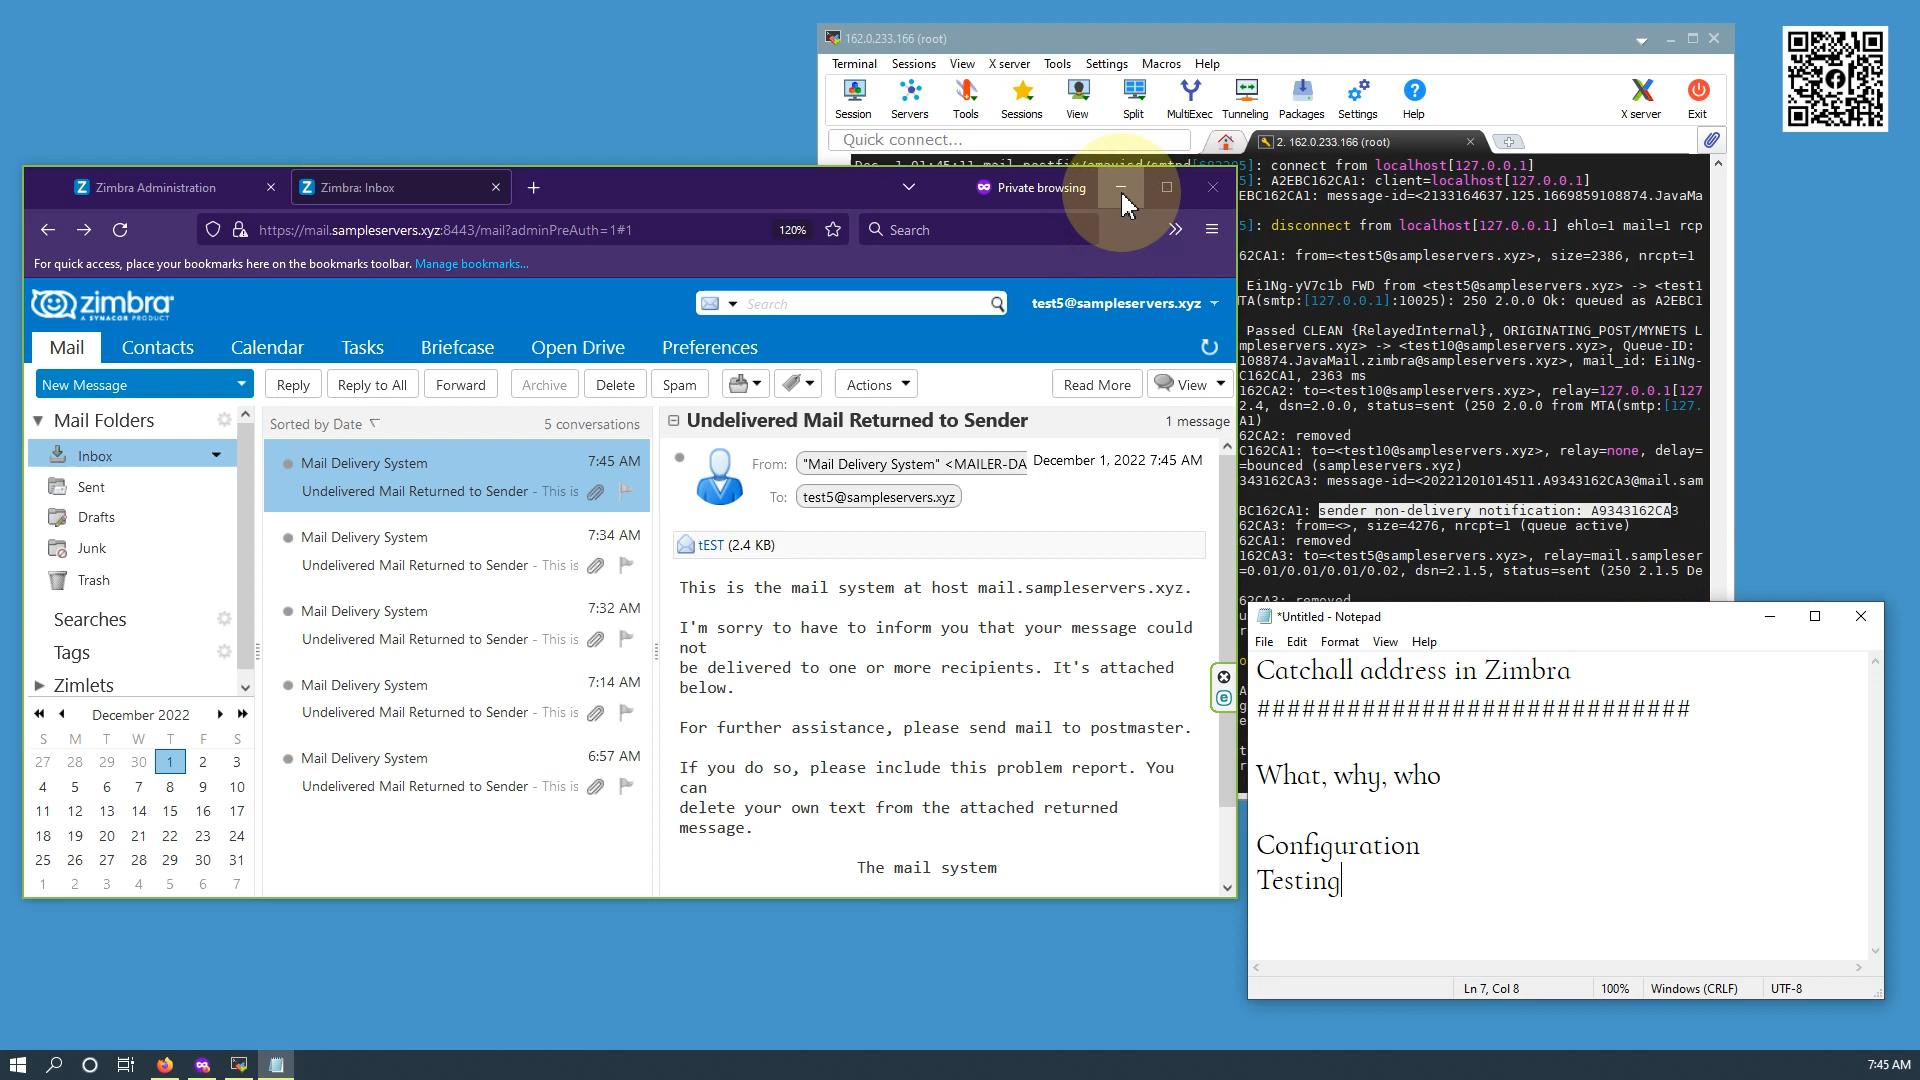 162.0.233.166 (root)
Terminal Sessions View X server Tools Settings Macros Help
Session Servers Tools Sessions View Split MultiExec Tunneling Packages Settings Help X server Exit
Quick connect...
2. 162.0.233.166 (root)
]: connect from localhost[127.0.0.1]
5]: A2EBC162CA1: client=localhost[127.0.0.1]
EBC162CA1: message-id=<2133164637.125.1669859108874.JavaMa
5]: disconnect from localhost[127.0.0.1] ehlo=1 mail=1 rcp
62CA1: from=<test5@sampleservers.xyz>, size=2386, nrcpt=1
Ei1Ng-yV7c1b FWD from <test5@sampleservers.xyz> -> <test1
TA(smtp:[127.0.0.1]:10025): 250 2.0.0 Ok: queued as A2EBC1
Passed CLEAN {RelayedInternal}, ORIGINATING_POST/MYNETS L
mpleservers.xyz> -> <test10@sampleservers.xyz>, Queue-ID:
108874.JavaMail.zimbra@sampleservers.xyz>, mail_id: Ei1Ng-
C162CA1, 2363 ms
162CA2: to=<test10@sampleservers.xyz>, relay=127.0.0.1[127
2.4, dsn=2.0.0, status=sent (250 2.0.0 from MTA(smtp:[127.
A1)
62CA2: removed
C162CA1: to=<test10@sampleservers.xyz>, relay=none, delay=
=bounced (sampleservers.xyz)
343162CA3: message-id=<20221201014511.A9343162CA3@mail.sam
BC162CA1: sender non-delivery notification: A9343162CA3
62CA3: from=<>, size=4276, nrcpt=1 (queue active)
62CA1: removed
162CA3: to=<test5@sampleservers.xyz>, relay=mail.sampleser
=0.01/0.01/0.01/0.02, dsn=2.1.5, status=sent (250 2.1.5 De
62CA3: removed
Zimbra Administration
Zimbra: Inbox
Private browsing
https://mail.sampleservers.xyz:8443/mail?adminPreAuth=1#1
120%
Search
For quick access, place your bookmarks here on the bookmarks toolbar. Manage bookmarks...
zimbra
A SYNACOR PRODUCT
Search
test5@sampleservers.xyz
Mail Contacts Calendar Tasks Briefcase Open Drive Preferences
New Message
Reply Reply to All Forward Archive Delete Spam Actions Read More View
Mail Folders
Inbox
Sent
Drafts
Junk
Trash
Searches
Tags
Zimlets
December 2022
S M T W T F S
27 28 29 30 1 2 3
4 5 6 7 8 9 10
11 12 13 14 15 16 17
18 19 20 21 22 23 24
25 26 27 28 29 30 31
1 2 3 4 5 6 7
Sorted by Date 5 conversations
Mail Delivery System 7:45 AM
Undelivered Mail Returned to Sender - This is
Mail Delivery System 7:34 AM
Undelivered Mail Returned to Sender - This is
Mail Delivery System 7:32 AM
Undelivered Mail Returned to Sender - This is
Mail Delivery System 7:14 AM
Undelivered Mail Returned to Sender - This is
Mail Delivery System 6:57 AM
Undelivered Mail Returned to Sender - This is
Undelivered Mail Returned to Sender 1 message
From: "Mail Delivery System" <MAILER-DA December 1, 2022 7:45 AM
To: test5@sampleservers.xyz
tEST (2.4 KB)
This is the mail system at host mail.sampleservers.xyz.
I'm sorry to have to inform you that your message could
not
be delivered to one or more recipients. It's attached
below.
For further assistance, please send mail to postmaster.
If you do so, please include this problem report. You
can
delete your own text from the attached returned
message.
The mail system
*Untitled - Notepad
File Edit Format View Help
Catchall address in Zimbra
#############################
What, why, who
Configuration
Testing
Ln 7, Col 8 100% Windows (CRLF) UTF-8
7:45 AM